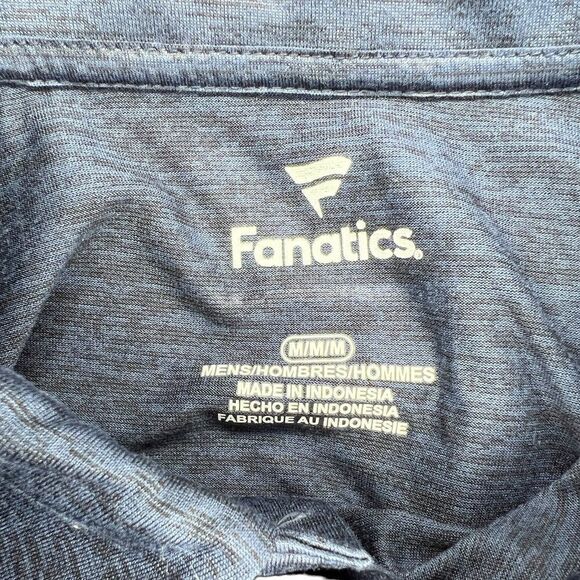 Fanatics.
M/M/M
MENS/HOMBRES/HOMMES
MADE IN INDONESIA
HECHO EN INDONESIA
FABRIQUE AU INDONESIE